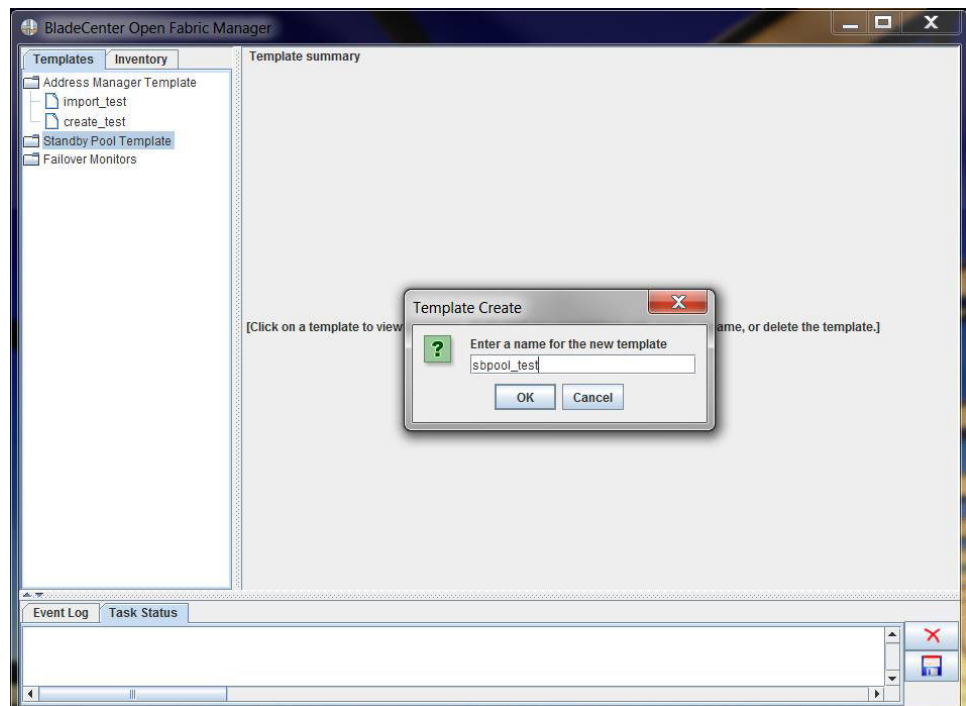 BladeCenter Open Fabric Manager
Templates Inventory
Template summary
Address Manager Template
import_test
create_test
Standby Pool Template
Failover Monitors
Template Create
[Click on a template to view
ame, or delete the template.]
Enter a name for the new template
sbpool_test
OK Cancel
Event Log Task Status